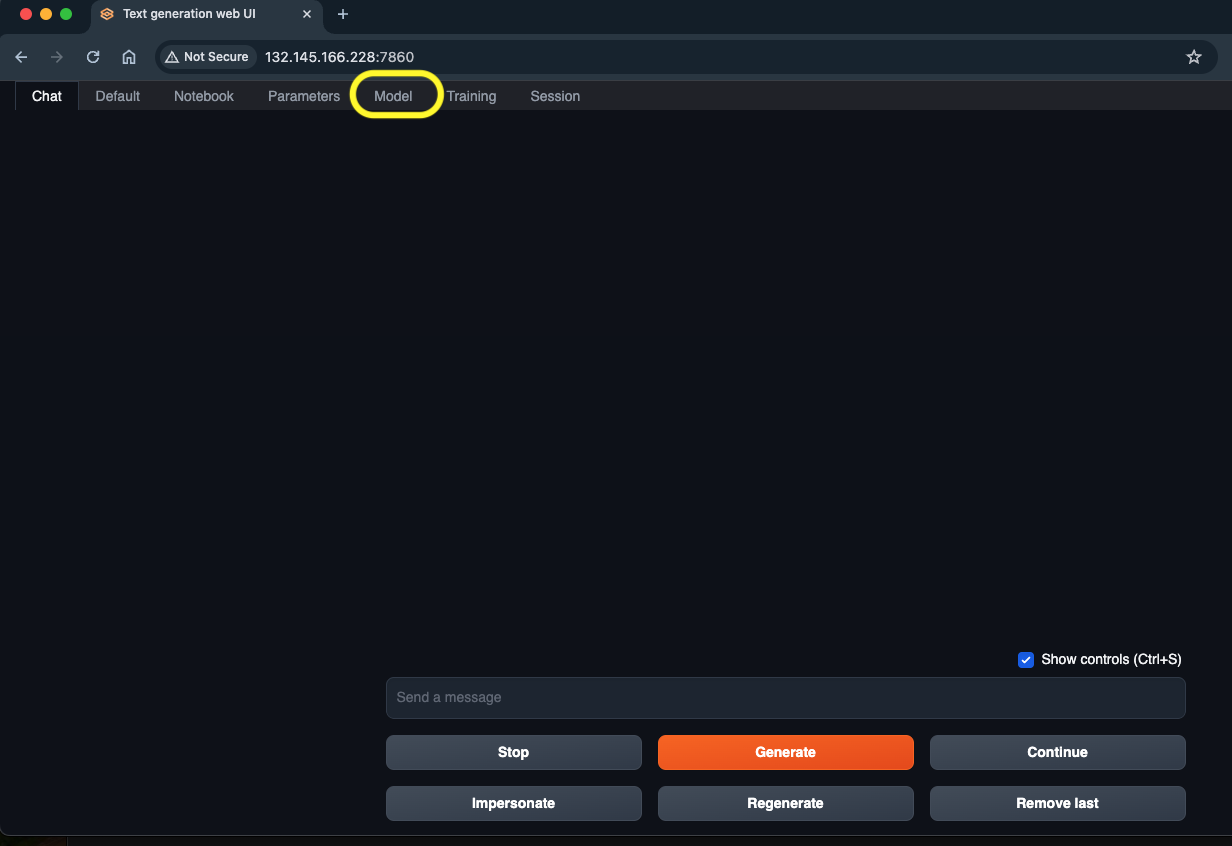 Text generation web UI
Not Secure 132.145.166.228:7860
Chat Default Notebook Parameters Model Training Session
Show controls (Ctrl+S)
Send a message
Stop Generate Continue
Impersonate Regenerate Remove last